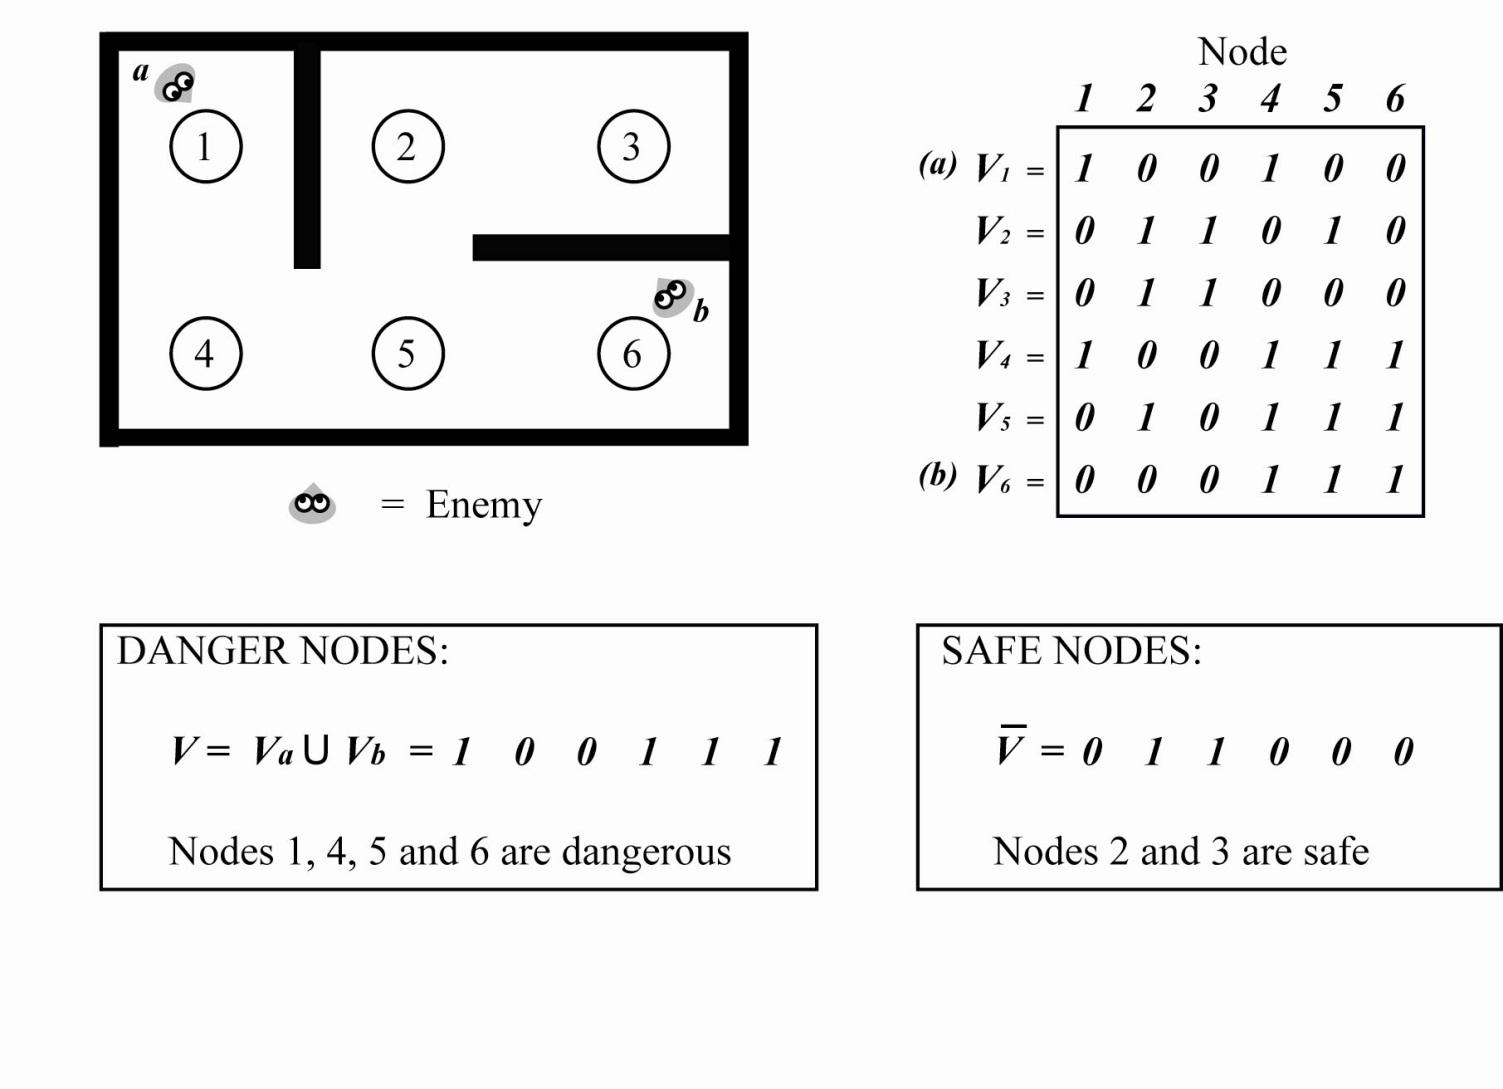 a
1
2
3
4
5
6
b
= Enemy
Node
1 2 3 4 5 6
(a) V1 = 1 0 0 1 0 0
V2 = 0 1 1 0 1 0
V3 = 0 1 1 0 0 0
V4 = 1 0 0 1 1 1
V5 = 0 1 0 1 1 1
(b) V6 = 0 0 0 1 1 1
DANGER NODES:
V = Va ∪ Vb = 1 0 0 1 1 1
Nodes 1, 4, 5 and 6 are dangerous
SAFE NODES:
V̅ = 0 1 1 0 0 0
Nodes 2 and 3 are safe